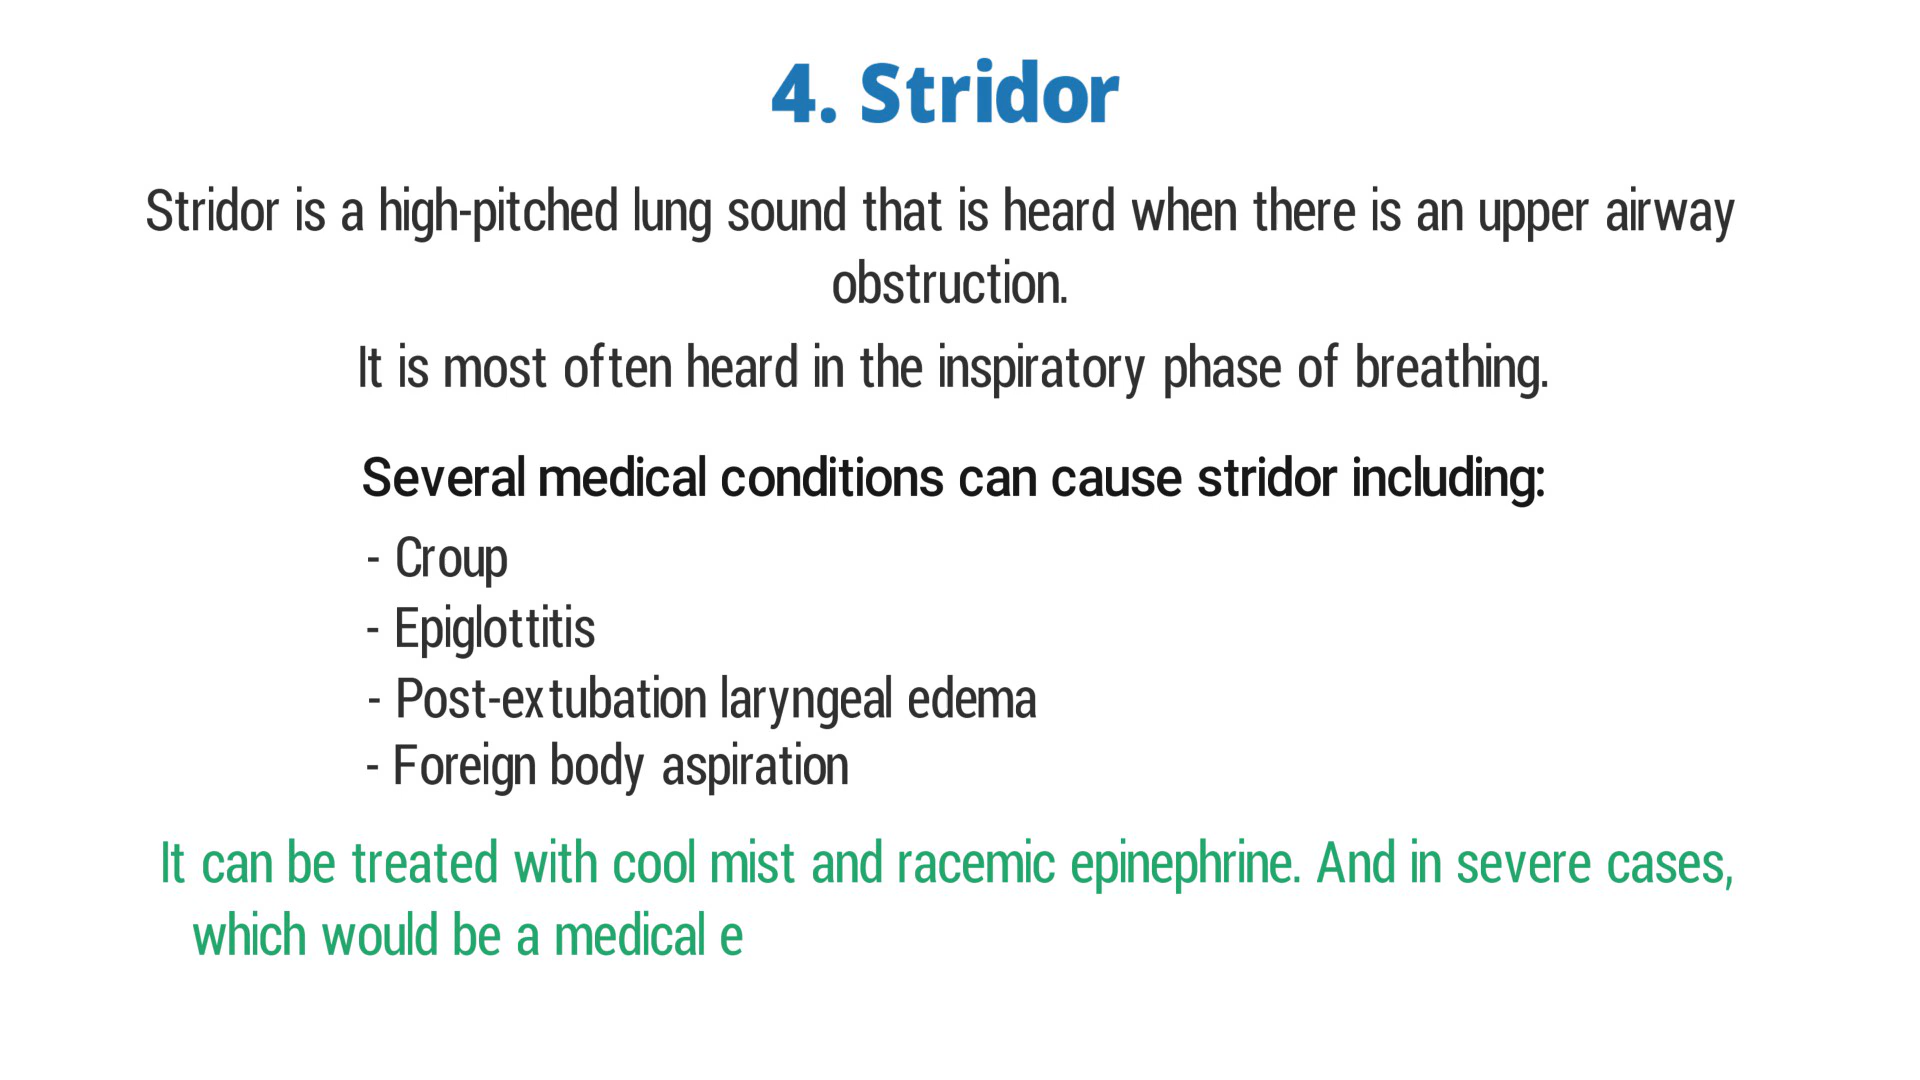 4. Stridor
Stridor is a high-pitched lung sound that is heard when there is an upper airway
obstruction.
It is most often heard in the inspiratory phase of breathing.
Several medical conditions can cause stridor including:
- Croup
- Epiglottitis
- Post-extubation laryngeal edema
- Foreign body aspiration
It can be treated with cool mist and racemic epinephrine. And in severe cases,
which would be a medical e